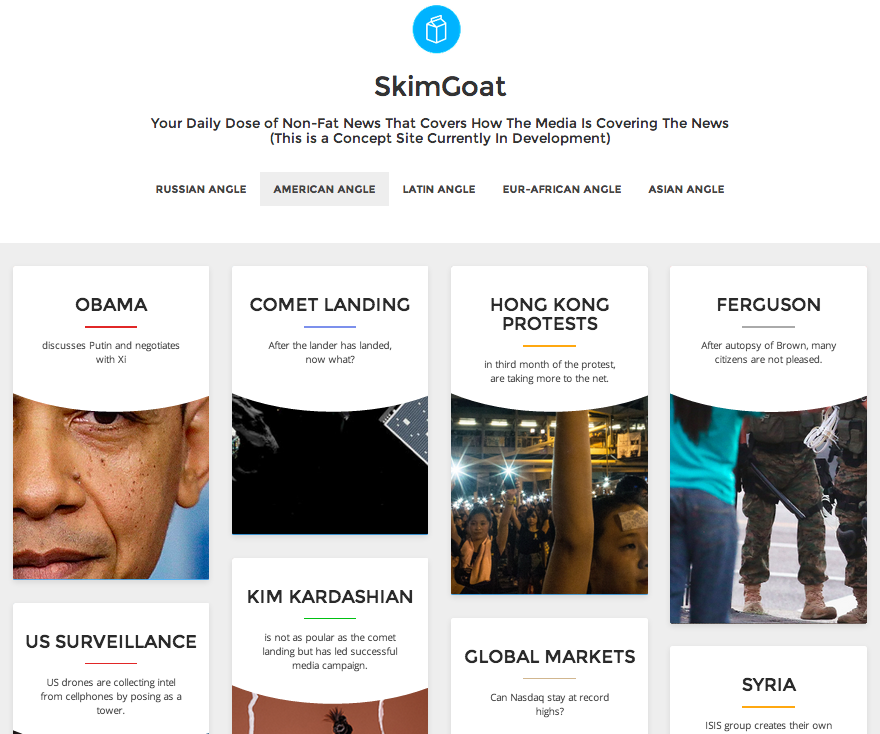 SkimGoat
Your Daily Dose of Non-Fat News That Covers How The Media Is Covering The News
(This is a Concept Site Currently In Development)
RUSSIAN ANGLE AMERICAN ANGLE LATIN ANGLE EUR-AFRICAN ANGLE ASIAN ANGLE
OBAMA
discusses Putin and negotiates
with Xi
COMET LANDING
After the lander has landed,
now what?
HONG KONG
PROTESTS
in third month of the protest,
are taking more to the net.
FERGUSON
After autopsy of Brown, many
citizens are not pleased.
US SURVEILLANCE
US drones are collecting intel
from cellphones by posing as a
tower.
KIM KARDASHIAN
is not as poular as the comet
landing but has led successful
media campaign.
GLOBAL MARKETS
Can Nasdaq stay at record
highs?
SYRIA
ISIS group creates their own